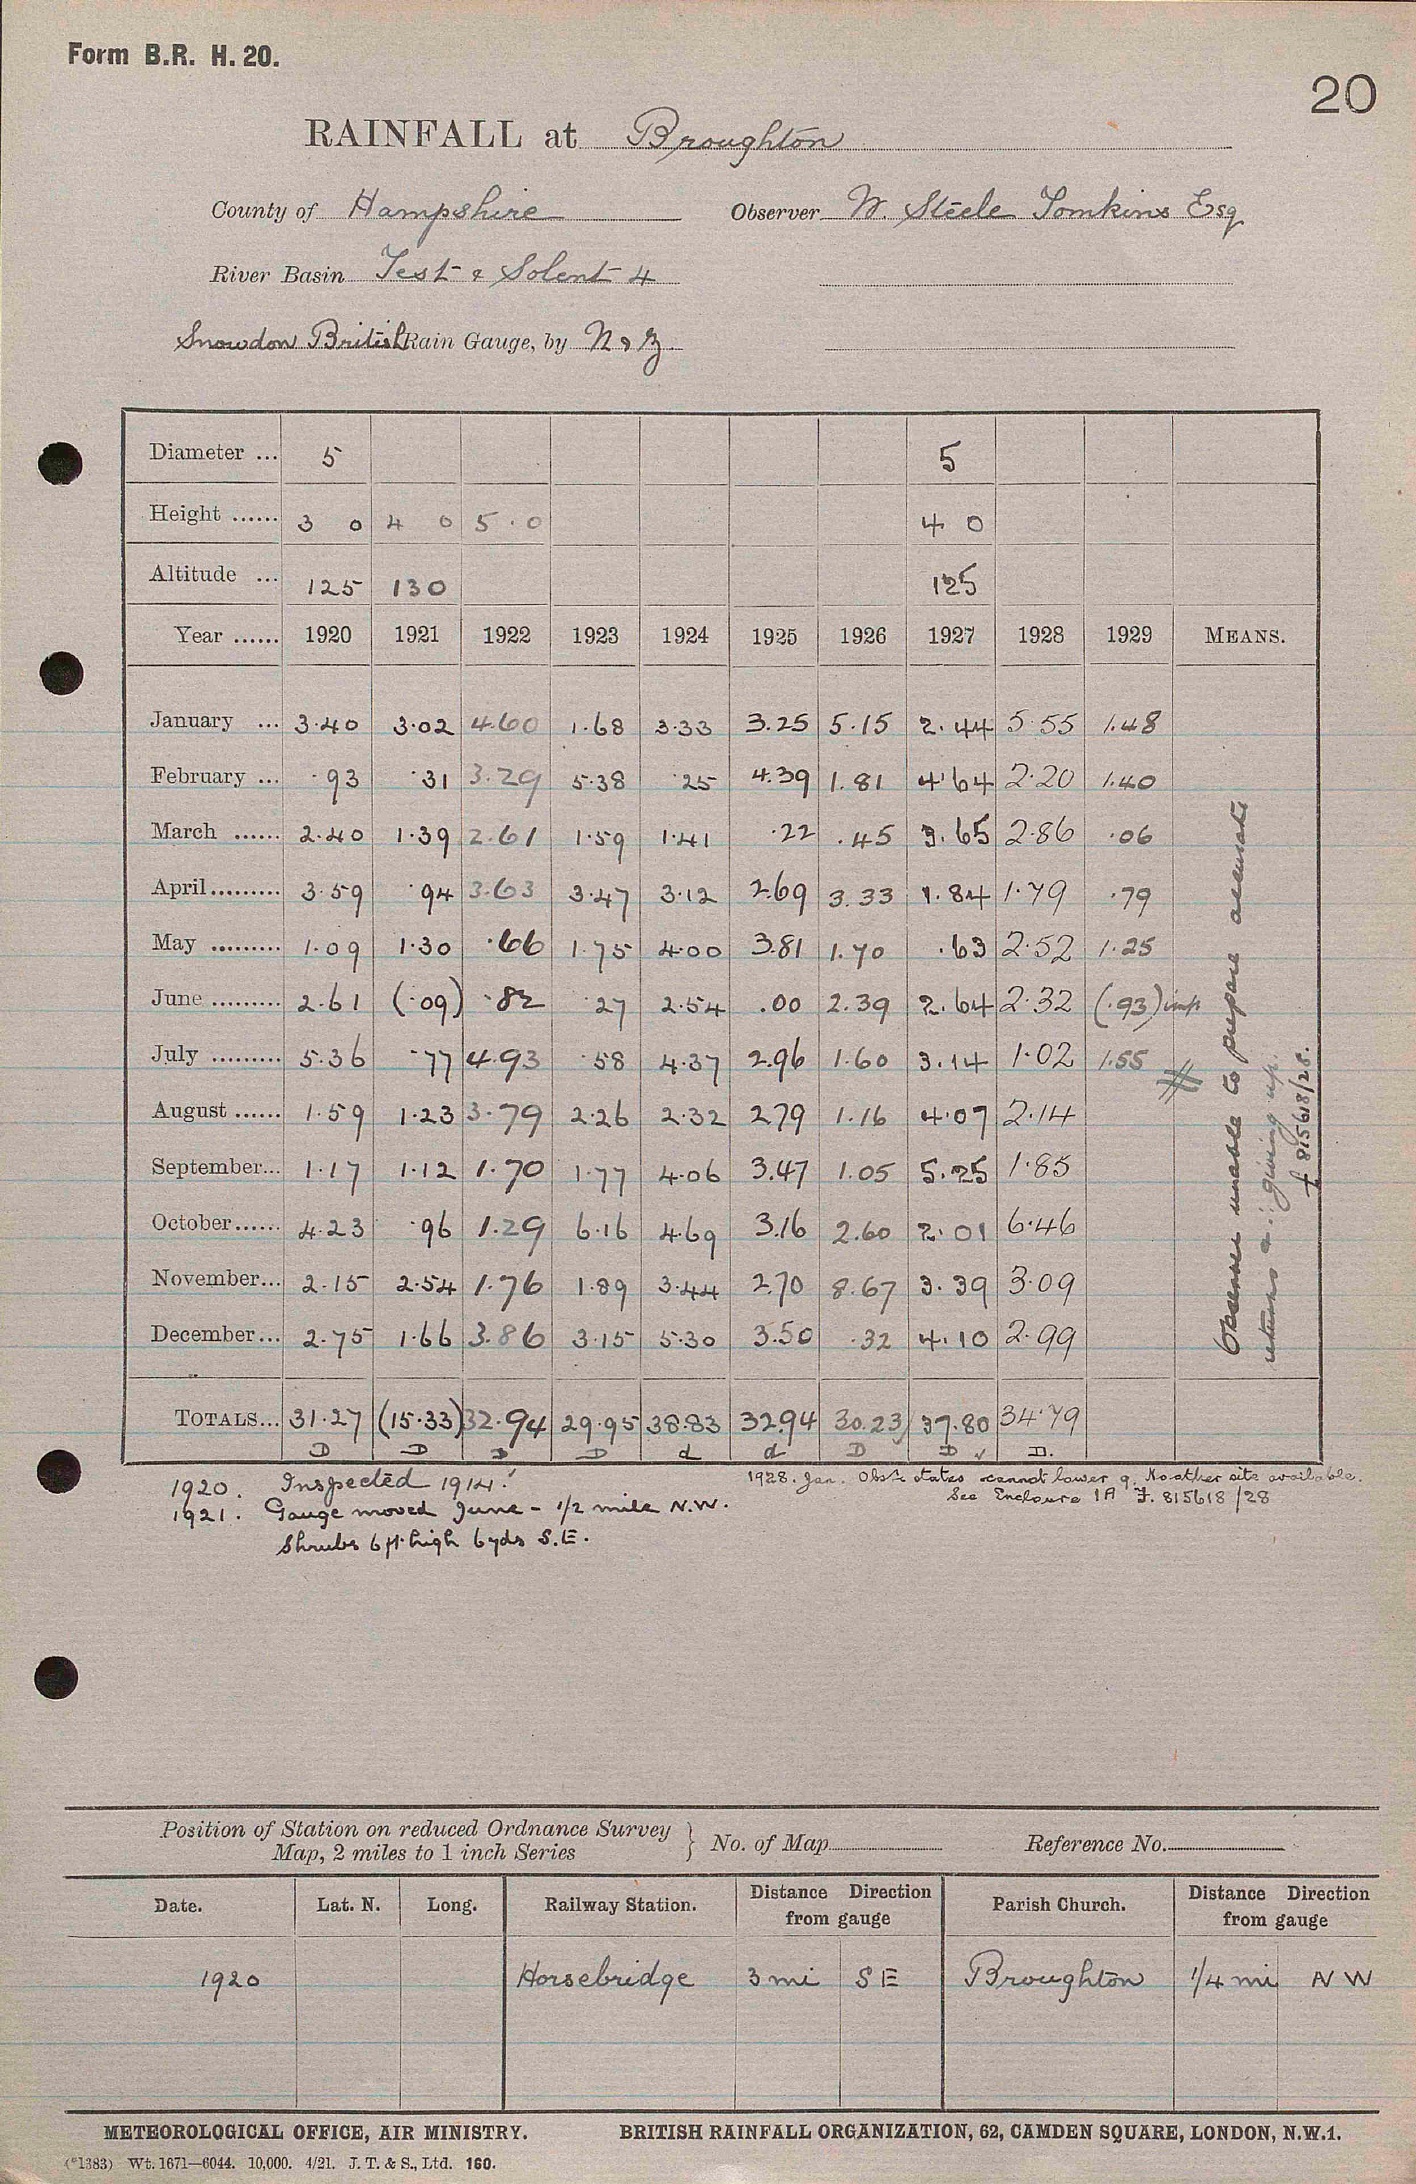 Form B.R. H. 20.
20
RAINFALL at Broughton
County of Hampshire Observer W. Steele Tomkins Esq
River Basin Test & Solent 4
Snowdon British Rain Gauge, by N & Z
Diameter ... 5 5
Height ...... 3 0 4 0 5 . 0 4 0
Altitude ... 125 130 125
Year ...... 1920 1921 1922 1923 1924 1925 1926 1927 1928 1929 MEANS.
January ... 3.40 3.02 4.60 1.68 3.33 3.25 5.15 2.44 5.55 1.48
February ... .93 .31 3.29 5.38 .25 4.39 1.81 4.64 2.20 1.40
March ...... 2.40 1.39 2.61 1.59 1.41 .22 .45 3.65 2.86 .06
April......... 3.59 .94 3.63 3.47 3.12 2.69 3.33 1.84 1.79 .79
May ......... 1.09 1.30 .66 1.75 4.00 3.81 1.70 .63 2.52 1.25
June ......... 2.61 (.09) .82 .27 2.54 .00 2.39 2.64 2.32 (.93) imp
July ......... 5.36 .77 4.93 .58 4.37 2.96 1.60 3.14 1.02 1.55
August ...... 1.59 1.23 3.79 2.26 2.32 2.79 1.16 4.07 2.14
September... 1.17 1.12 1.70 1.77 4.06 3.47 1.05 5.25 1.85
October...... 4.23 .96 1.29 6.16 4.69 3.16 2.60 2.01 6.46
November... 2.15 2.54 1.76 1.89 3.44 2.70 8.67 3.39 3.09
December... 2.75 1.66 3.86 3.15 5.30 3.50 .32 4.10 2.99
TOTALS... 31.27 (15.33) 32.94 29.95 38.83 32.94 30.23 37.80 34.79
D D D D d d D D ✓ D.
Observer unable to prepare accurate
returns & giving up.
f 815618/28.
1920. Inspected 1914!
1921. Gauge moved June - 1/2 mile N.W.
Shrubs 6 ft. high 6 yds S.E.
1928. Jan. Obsr. states cannot lower g. No other site available.
See Enclosure 1A F. 815618/28
Position of Station on reduced Ordnance Survey
Map, 2 miles to 1 inch Series } No. of Map Reference No.
Date. Lat. N. Long. Railway Station. Distance Direction from gauge Parish Church. Distance Direction from gauge
1920 Horsebridge 3 mi S E Broughton 1/4 mi N W
METEOROLOGICAL OFFICE, AIR MINISTRY. BRITISH RAINFALL ORGANIZATION, 62, CAMDEN SQUARE, LONDON, N.W.1.
(*1383) Wt. 1671—6044. 10,000. 4/21. J. T. & S., Ltd. 160.